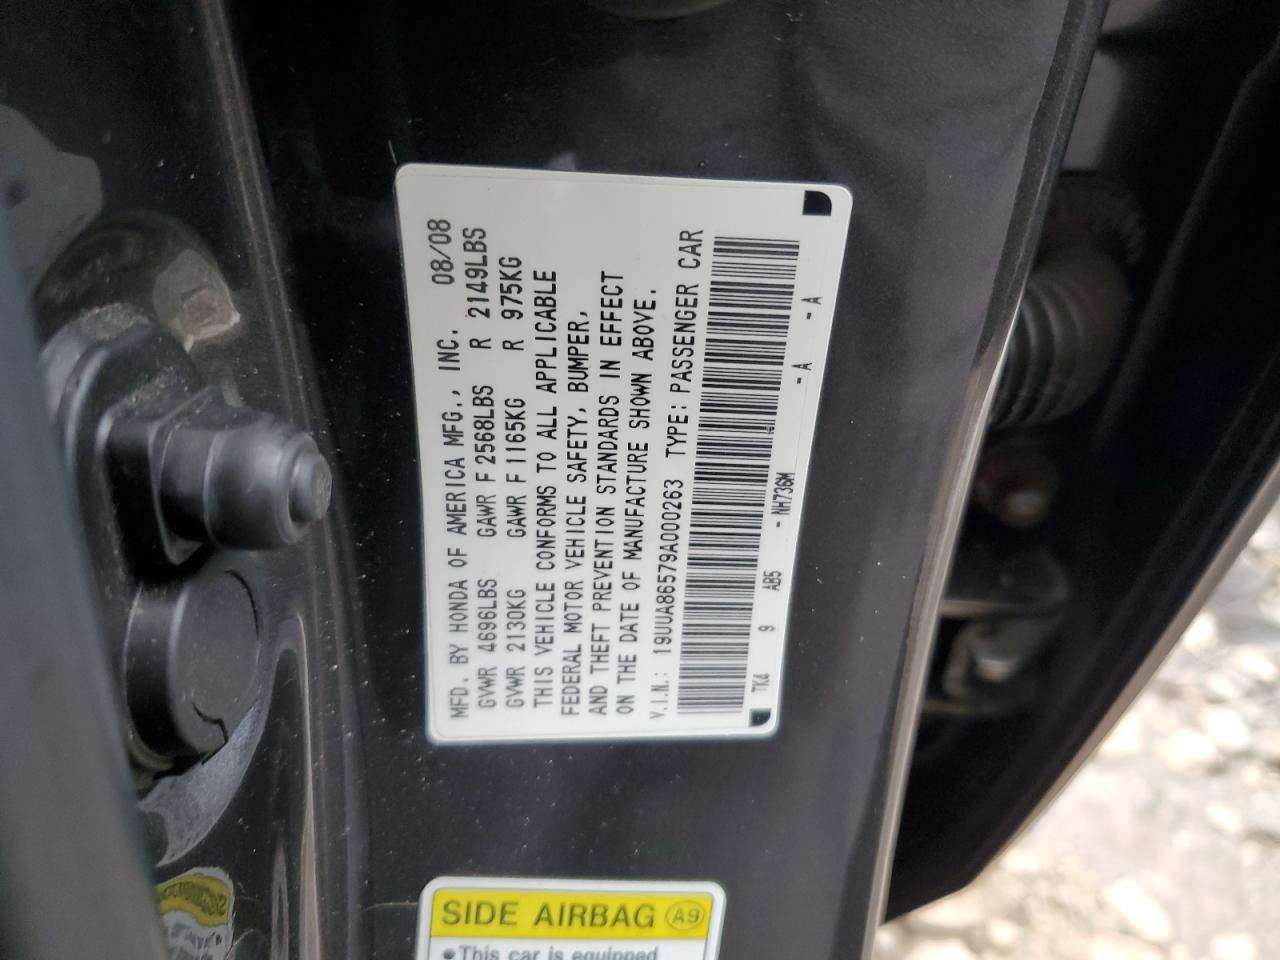 MFD. BY HONDA OF AMERICA MFG., INC. 08/08
GVWR 4696LBS GAWR F 2568LBS R 2149LBS
GVWR 2130KG GAWR F 1165KG R 975KG
THIS VEHICLE CONFORMS TO ALL APPLICABLE
FEDERAL MOTOR VEHICLE SAFETY, BUMPER,
AND THEFT PREVENTION STANDARDS IN EFFECT
ON THE DATE OF MANUFACTURE SHOWN ABOVE.
V.I.N.: 19UUA86579A000263 TYPE: PASSENGER CAR
TK4 9 AB5 - NH736M - A - A
SIDE AIRBAG A9
•This car is equipped